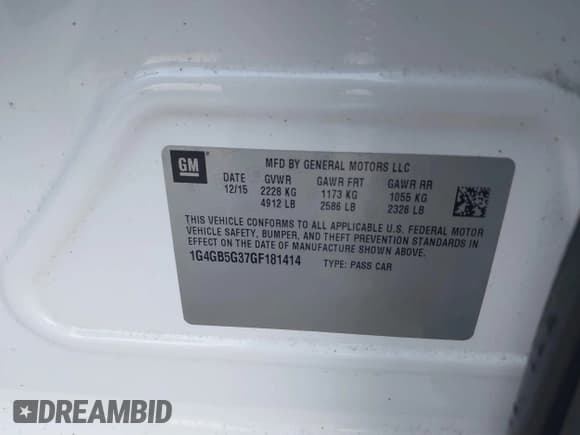 GM
MFD BY GENERAL MOTORS LLC
DATE GVWR GAWR FRT GAWR RR
12/15 2228 KG 1173 KG 1055 KG
4912 LB 2586 LB 2326 LB
THIS VEHICLE CONFORMS TO ALL APPLICABLE U.S. FEDERAL MOTOR
VEHICLE SAFETY, BUMPER, AND THEFT PREVENTION STANDARDS IN
EFFECT ON THE DATE OF MANUFACTURE SHOWN ABOVE.
1G4GB5G37GF181414 TYPE: PASS CAR
DREAMBID